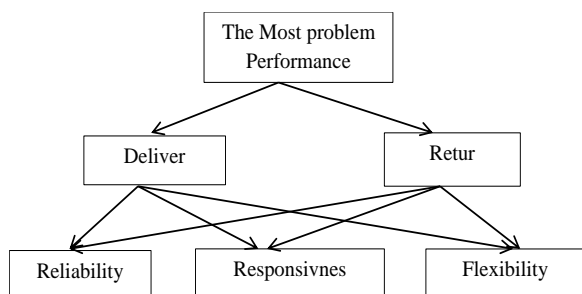 The Most problem
Performance
Deliver
Retur
Reliability
Responsivnes
Flexibility